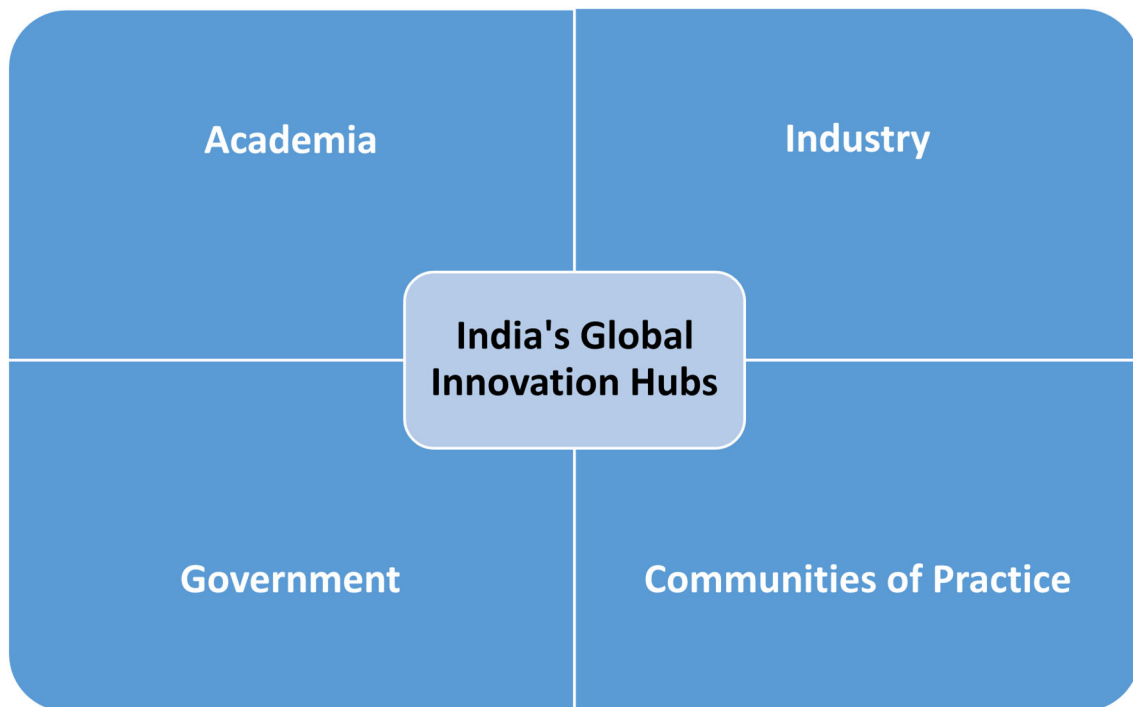 Academia
Industry
India's Global
Innovation Hubs
Government
Communities of Practice